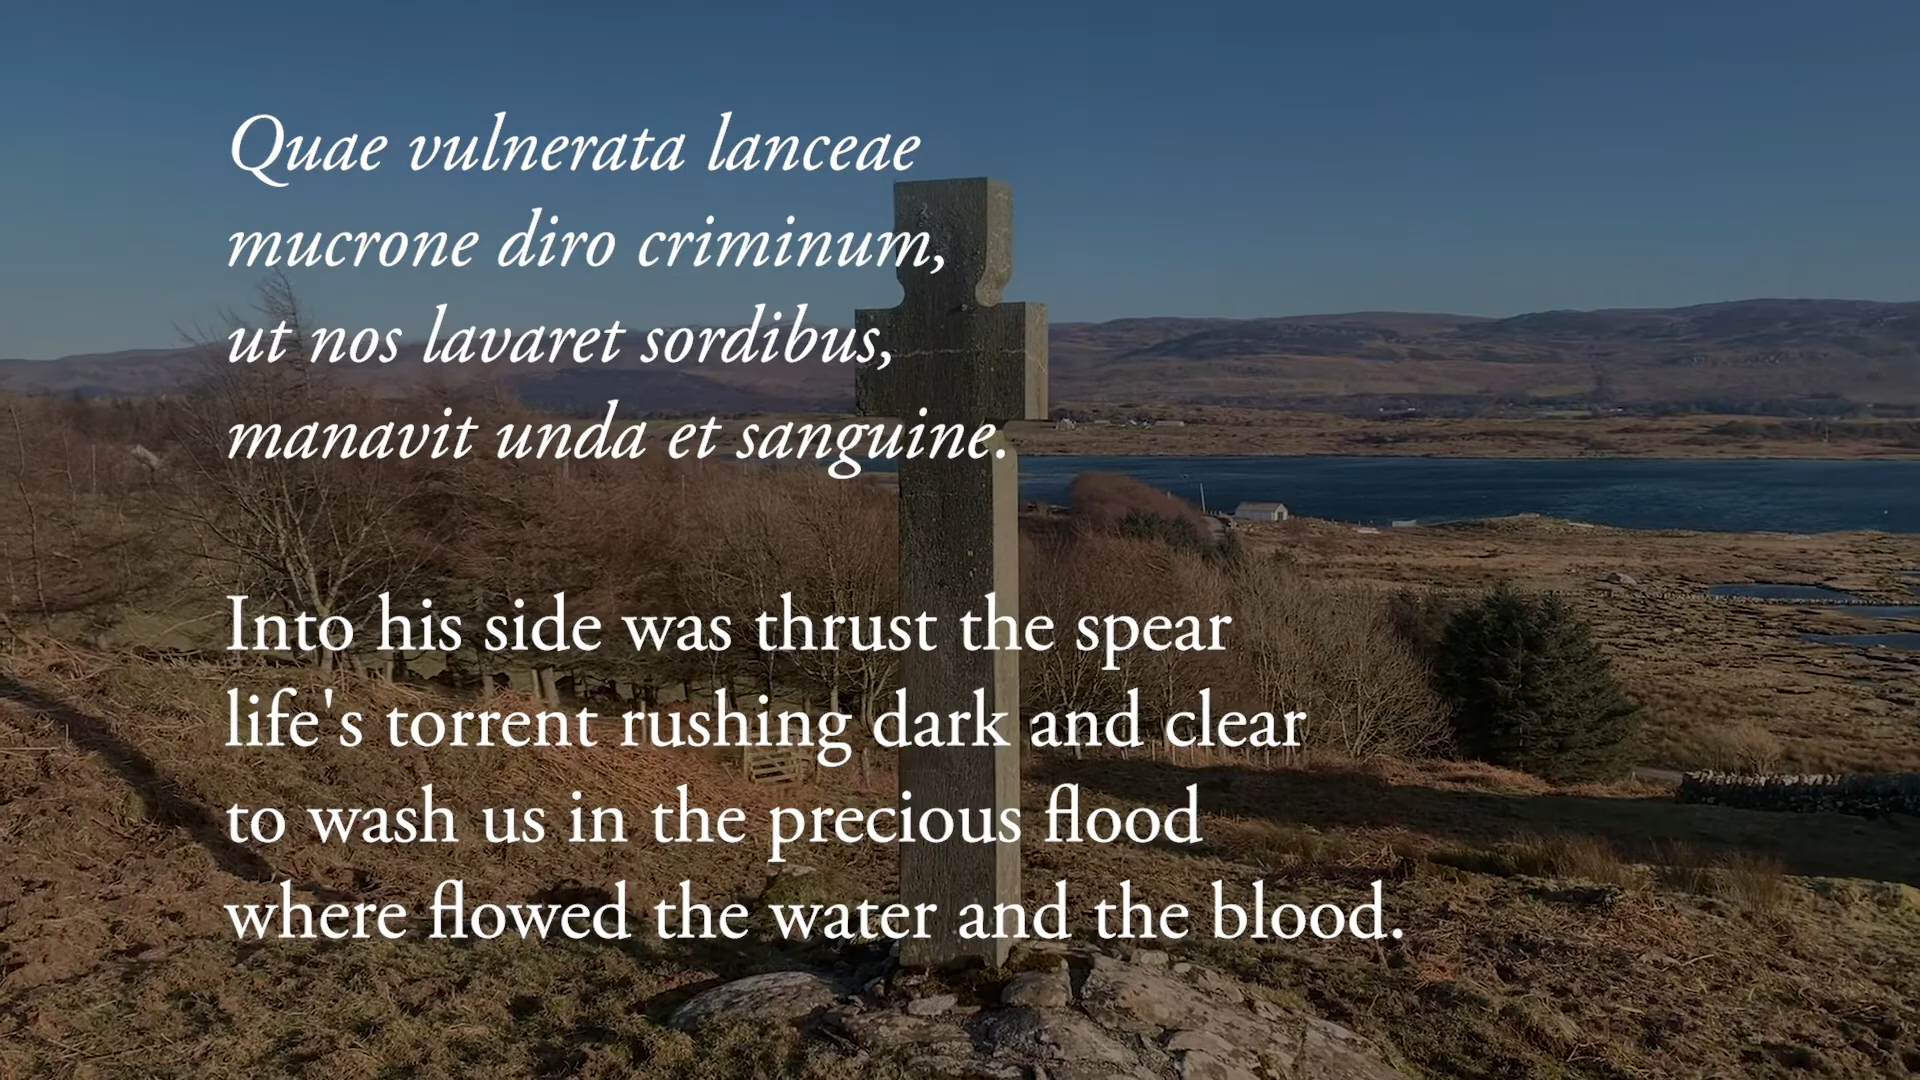 Quae vulnerata lanceae
mucrone diro criminum,
ut nos lavaret sordibus,
manavit unda et sanguine.
Into his side was thrust the spear
life's torrent rushing dark and clear
to wash us in the precious flood
where flowed the water and the blood.